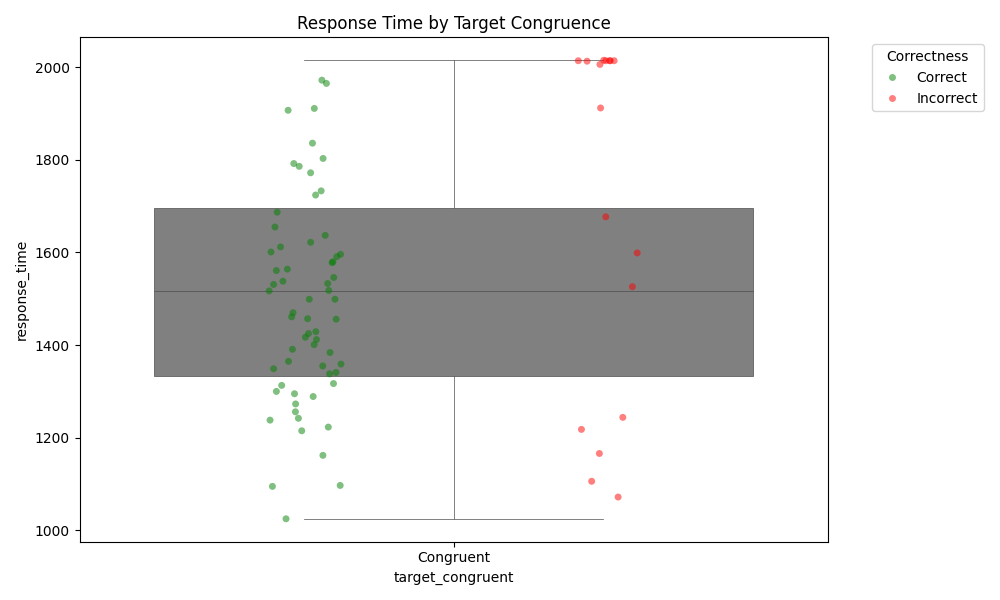 Response Time by Target Congruence
Correctness
Correct
Incorrect
2000
1800
1600
1400
1200
1000
response_time
Congruent
target_congruent